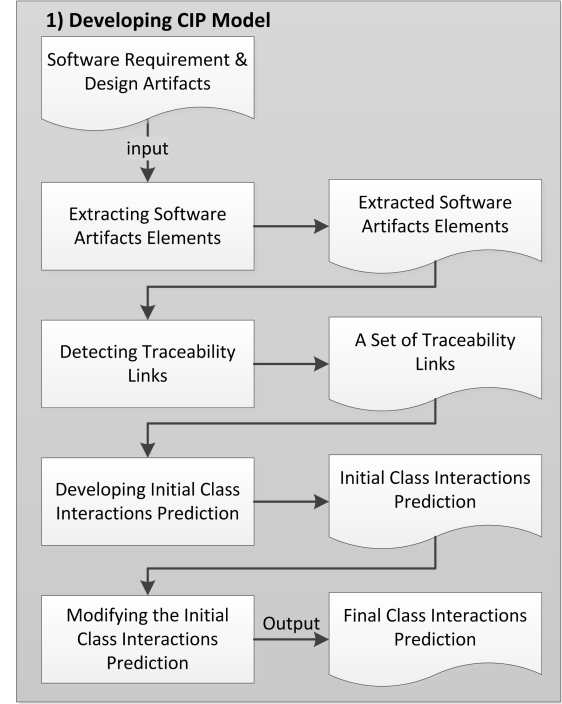 1) Developing CIP Model
Software Requirement &
Design Artifacts
input
Extracting Software
Artifacts Elements
Extracted Software
Artifacts Elements
Detecting Traceability
Links
A Set of Traceability
Links
Developing Initial Class
Interactions Prediction
Initial Class Interactions
Prediction
Modifying the Initial
Class Interactions
Prediction
Output
Final Class Interactions
Prediction